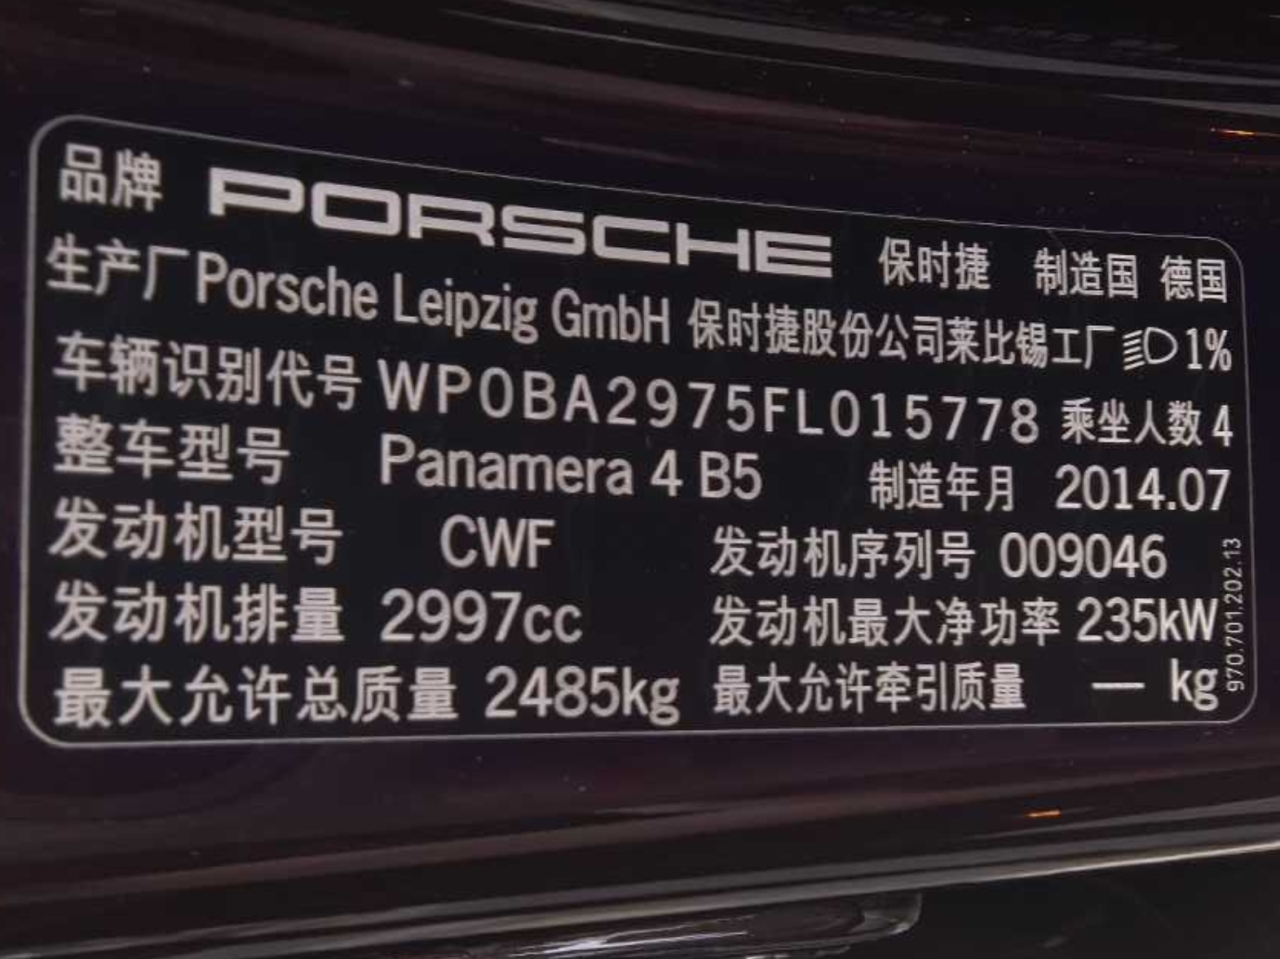 品牌 PORSCHE 保时捷 制造国 德国
生产厂 Porsche Leipzig GmbH 保时捷股份公司莱比锡工厂 1%
车辆识别代号 WP0BA2975FL015778 乘坐人数 4
整车型号 Panamera 4 B5 制造年月 2014.07
发动机型号 CWF 发动机序列号 009046
发动机排量 2997cc 发动机最大净功率 235kW
最大允许总质量 2485kg 最大允许牵引质量 — kg
970.701.202.13